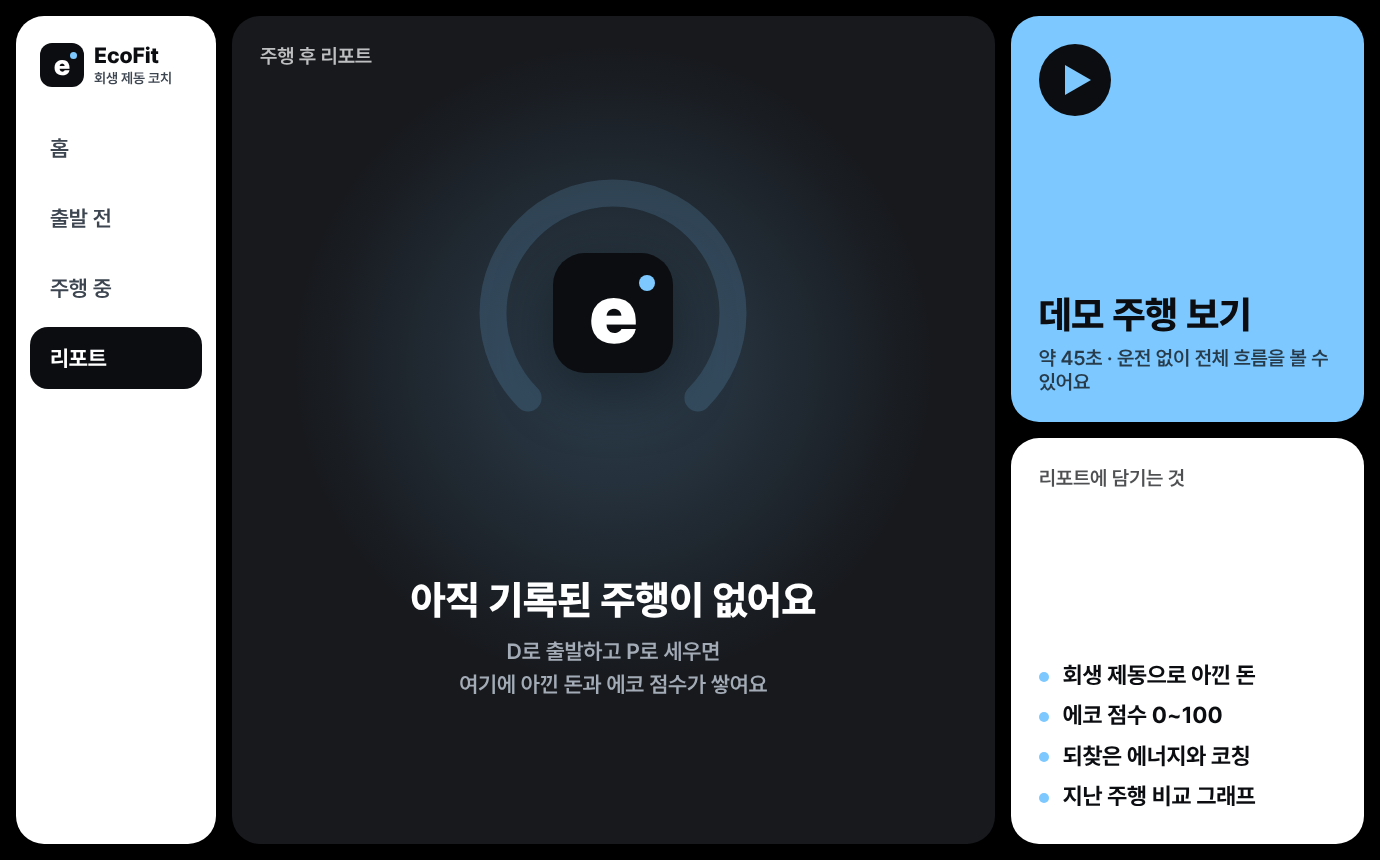 e
EcoFit
회생 제동 코치
홈
출발 전
주행 중
리포트
주행 후 리포트
e
아직 기록된 주행이 없어요
D로 출발하고 P로 세우면
여기에 아낀 돈과 에코 점수가 쌓여요
데모 주행 보기
약 45초 · 운전 없이 전체 흐름을 볼 수
있어요
리포트에 담기는 것
회생 제동으로 아낀 돈
에코 점수 0~100
되찾은 에너지와 코칭
지난 주행 비교 그래프